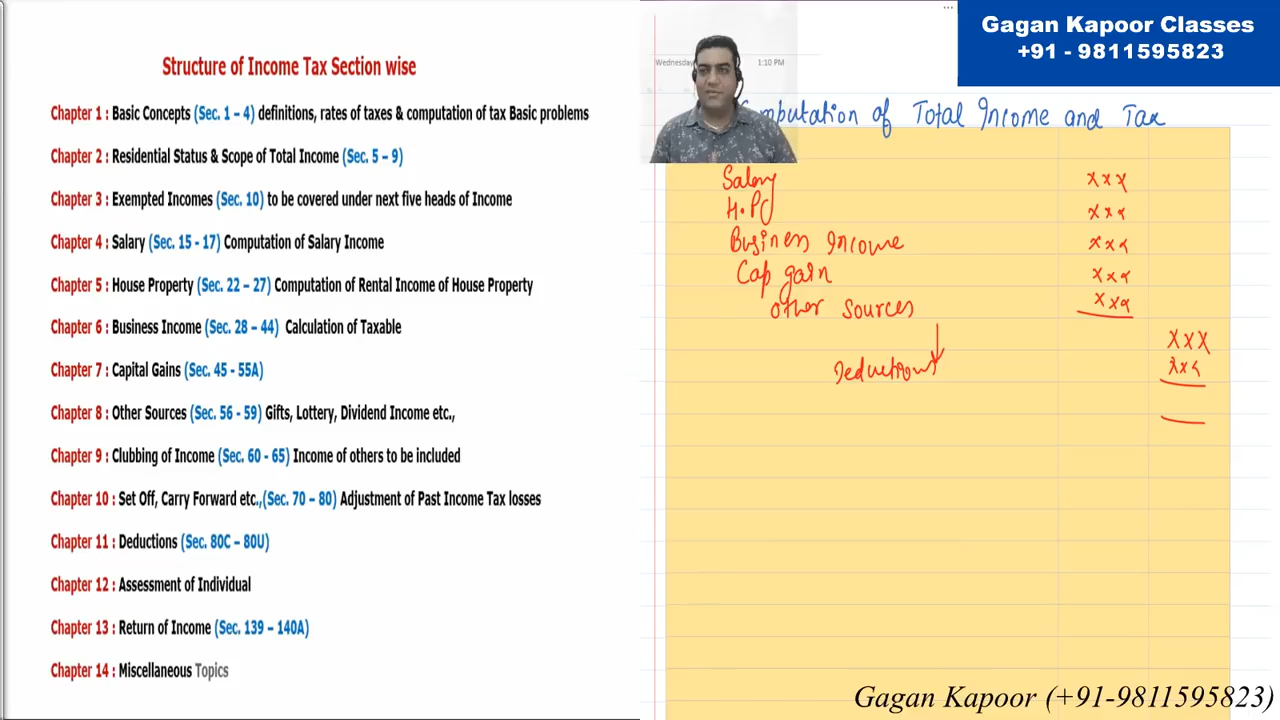 Structure of Income Tax Section wise
Chapter 1 : Basic Concepts (Sec. 1 – 4) definitions, rates of taxes & computation of tax Basic problems
Chapter 2 : Residential Status & Scope of Total Income (Sec. 5 – 9)
Chapter 3 : Exempted Incomes (Sec. 10) to be covered under next five heads of Income
Chapter 4 : Salary (Sec. 15 - 17) Computation of Salary Income
Chapter 5 : House Property (Sec. 22 – 27) Computation of Rental Income of House Property
Chapter 6 : Business Income (Sec. 28 – 44) Calculation of Taxable
Chapter 7 : Capital Gains (Sec. 45 - 55A)
Chapter 8 : Other Sources (Sec. 56 - 59) Gifts, Lottery, Dividend Income etc.,
Chapter 9 : Clubbing of Income (Sec. 60 - 65) Income of others to be included
Chapter 10 : Set Off, Carry Forward etc.,(Sec. 70 – 80) Adjustment of Past Income Tax losses
Chapter 11 : Deductions (Sec. 80C – 80U)
Chapter 12 : Assessment of Individual
Chapter 13 : Return of Income (Sec. 139 – 140A)
Chapter 14 : Miscellaneous Topics
Gagan Kapoor Classes
+91 - 9811595823
Wednesday 1:10 PM
mputation of Total Income and Tax
Salary xxx
H.P xxx
Business Income xxx
Cap gain xxx
Other Sources xxx
xxx
Deductions xxx
Gagan Kapoor (+91-9811595823)